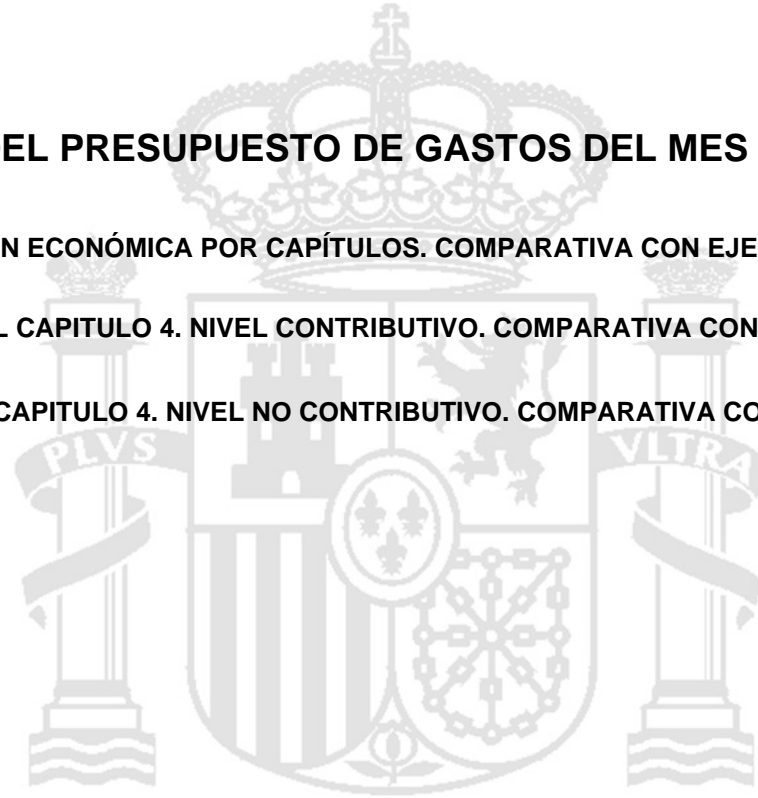 DEL PRESUPUESTO DE GASTOS DEL MES
N ECONÓMICA POR CAPÍTULOS. COMPARATIVA CON EJE
L CAPITULO 4. NIVEL CONTRIBUTIVO. COMPARATIVA CON
CAPITULO 4. NIVEL NO CONTRIBUTIVO. COMPARATIVA CO
PLVS
VLTRA